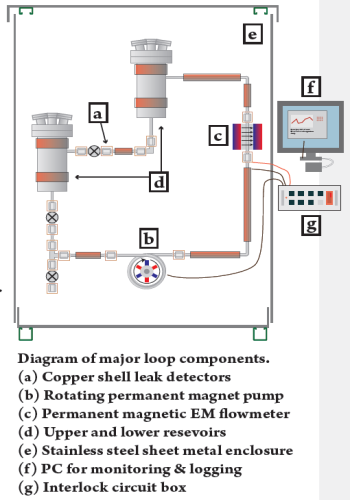 e
f
a
c
d
b
g
Diagram of major loop components.
(a) Copper shell leak detectors
(b) Rotating permanent magnet pump
(c) Permanent magnetic EM flowmeter
(d) Upper and lower resevoirs
(e) Stainless steel sheet metal enclosure
(f) PC for monitoring & logging
(g) Interlock circuit box